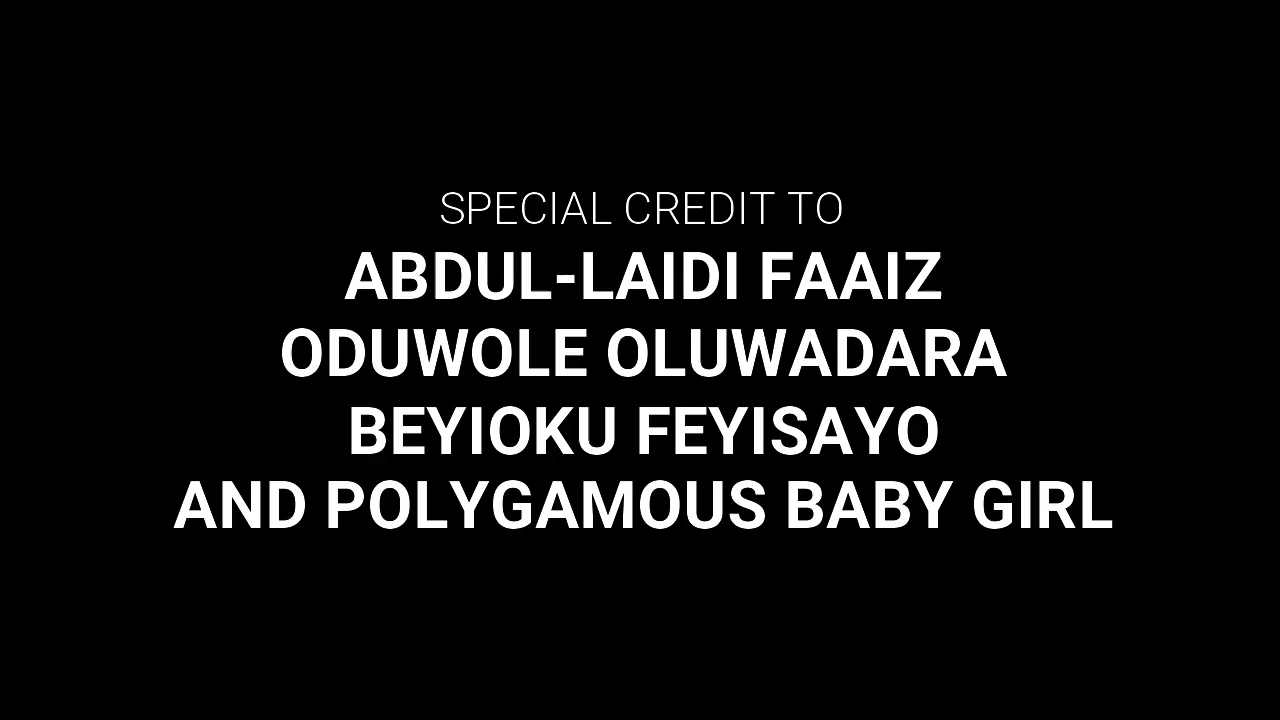 SPECIAL CREDIT TO
ABDUL-LAIDI FAAIZ
ODUWOLE OLUWADARA
BEYIOKU FEYISAYO
AND POLYGAMOUS BABY GIRL